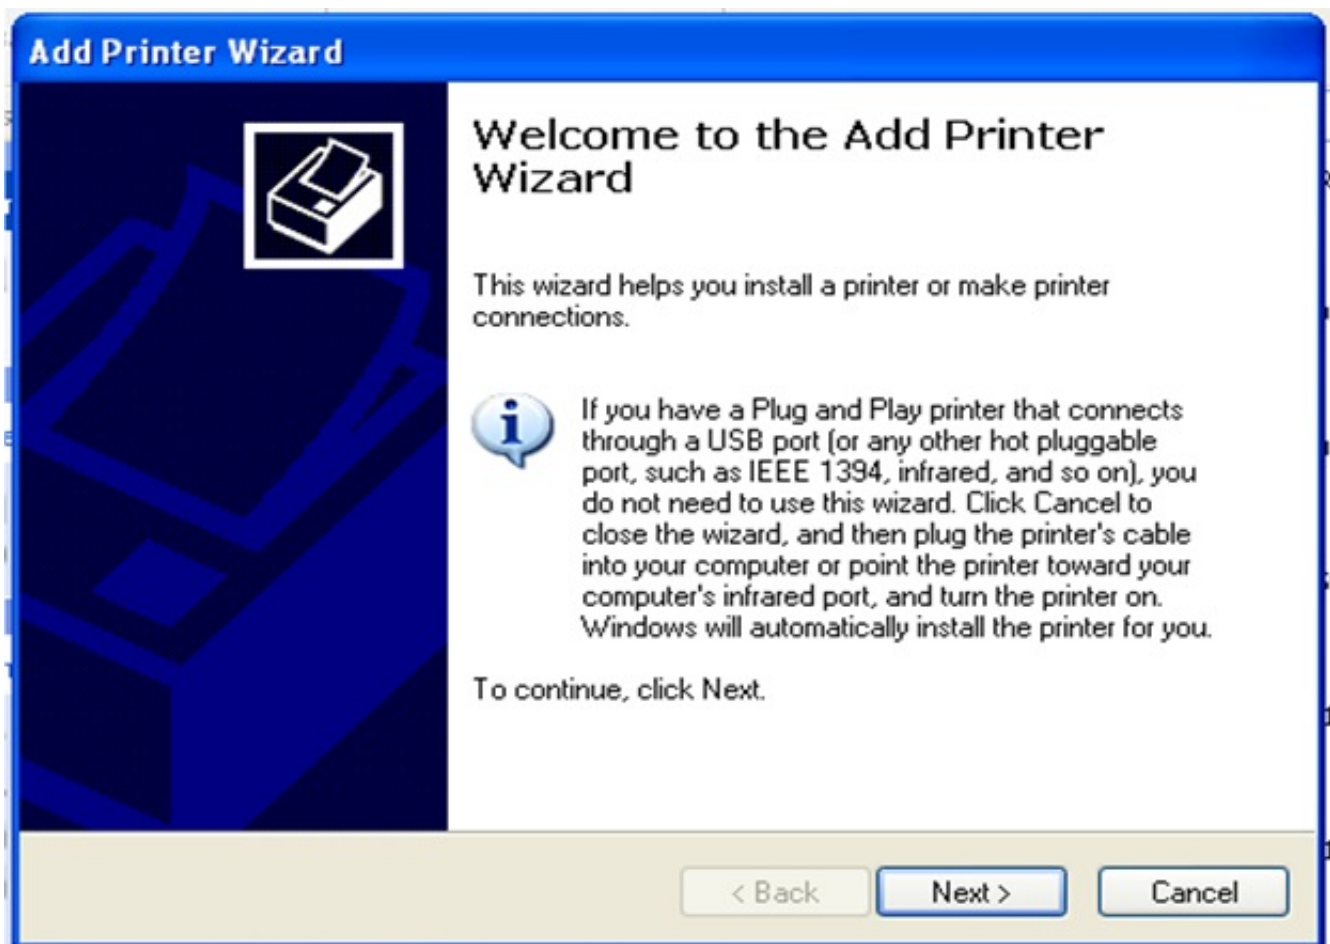 Add Printer Wizard
Welcome to the Add Printer
Wizard
This wizard helps you install a printer or make printer
connections.
If you have a Plug and Play printer that connects
through a USB port (or any other hot pluggable
port, such as IEEE 1394, infrared, and so on), you
do not need to use this wizard. Click Cancel to
close the wizard, and then plug the printer's cable
into your computer or point the printer toward your
computer's infrared port, and turn the printer on.
Windows will automatically install the printer for you.
To continue, click Next.
< Back Next > Cancel